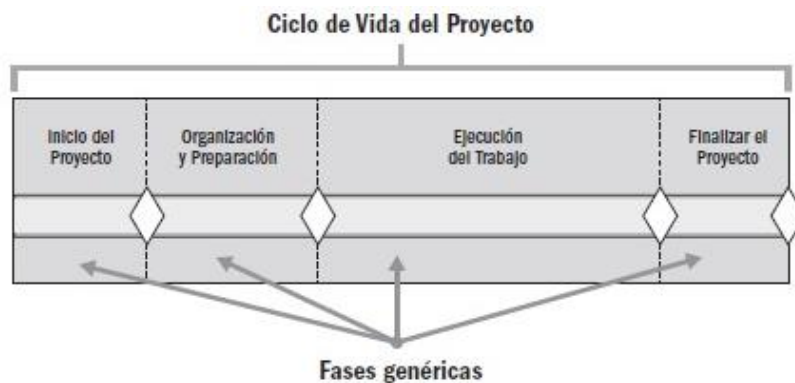 Ciclo de Vida del Proyecto
Inicio del
Proyecto
Organización
y Preparación
Ejecución
del Trabajo
Finalizar el
Proyecto
Fases genéricas